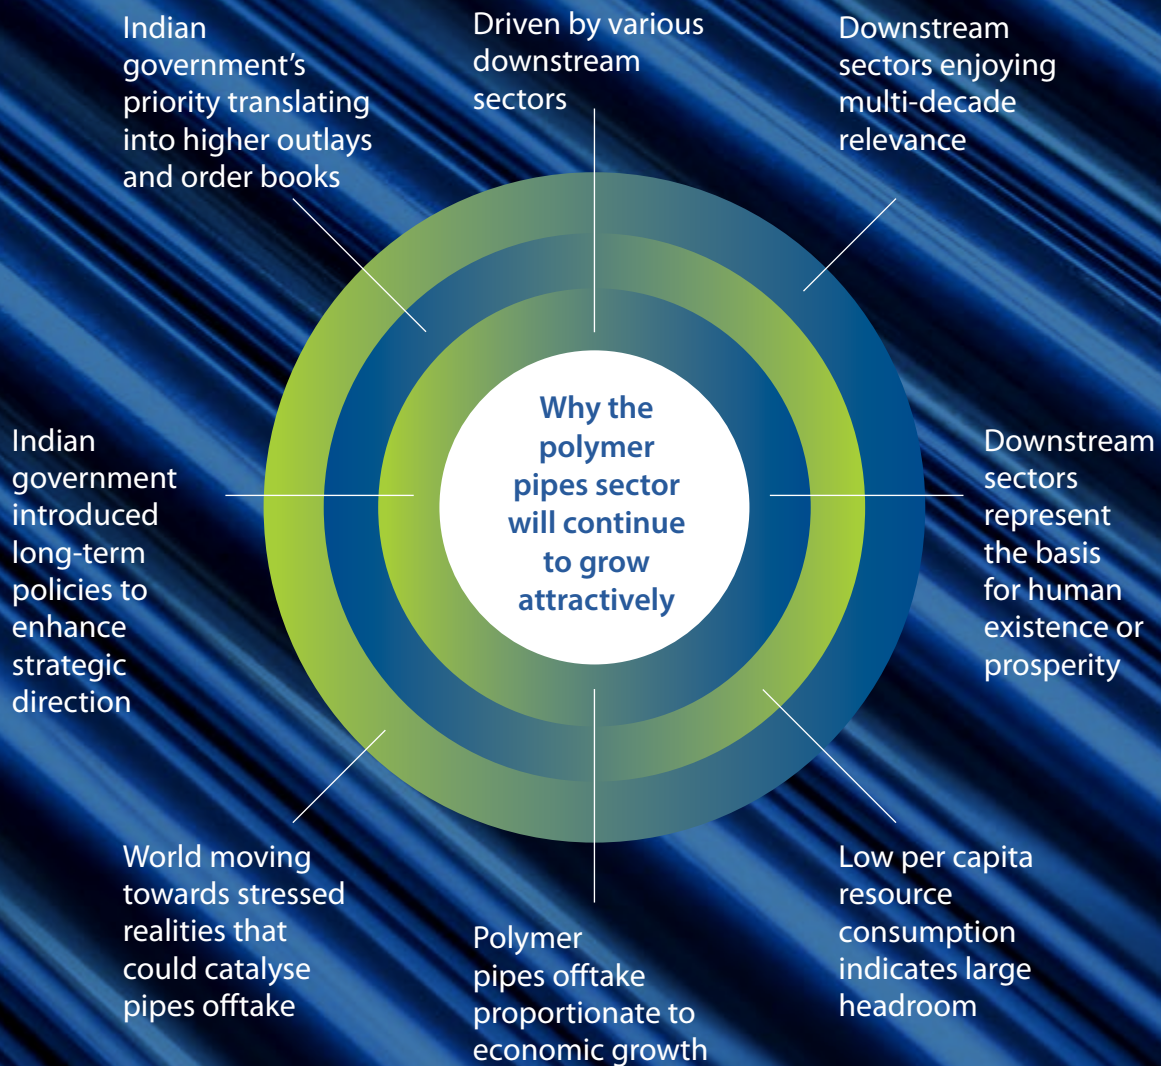 Indian
government's
priority translating
into higher outlays
and order books
Driven by various
downstream
sectors
Downstream
sectors enjoying
multi-decade
relevance
Why the
polymer
pipes sector
will continue
to grow
attractively
Indian
government
introduced
long-term
policies to
enhance
strategic
direction
Downstream
sectors
represent
the basis
for human
existence or
prosperity
World moving
towards stressed
realities that
could catalyse
pipes offtake
Polymer
pipes offtake
proportionate to
economic growth
Low per capita
resource
consumption
indicates large
headroom